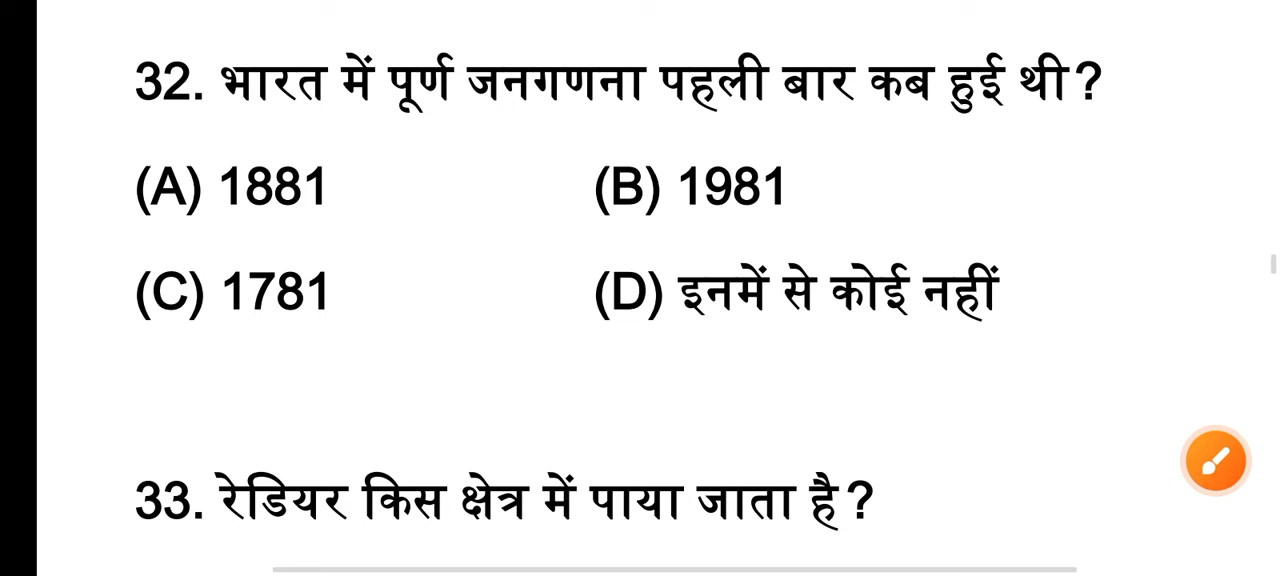 32. भारत में पूर्ण जनगणना पहली बार कब हुई थी?
(A) 1881 (B) 1981
(C) 1781 (D) इनमें से कोई नहीं
33. रेडियर किस क्षेत्र में पाया जाता है?